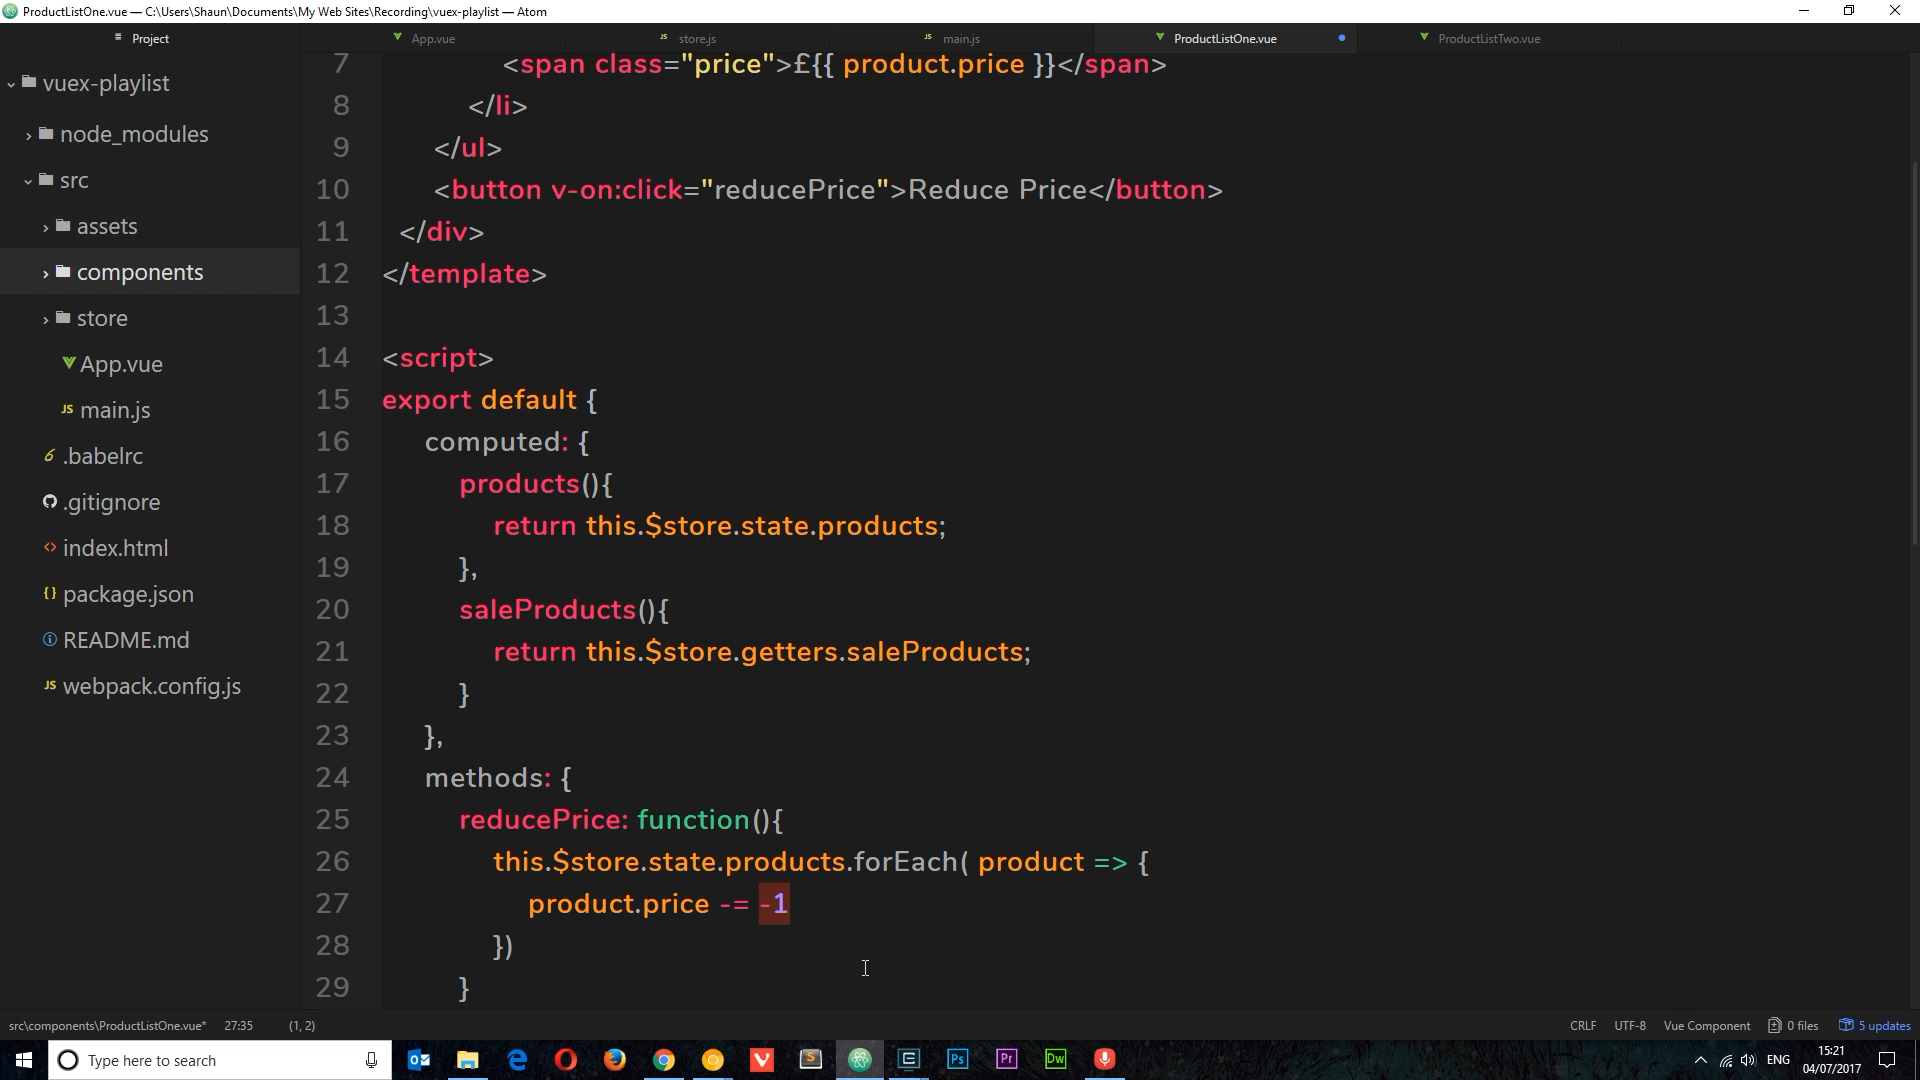 ProductListOne.vue — C:\Users\Shaun\Documents\My Web Sites\Recording\vuex-playlist — Atom
Project
App.vue
store.js
main.js
ProductListOne.vue
ProductListTwo.vue
vuex-playlist
node_modules
src
assets
components
store
App.vue
main.js
.babelrc
.gitignore
index.html
package.json
README.md
webpack.config.js
7 <span class="price">£{{ product.price }}</span>
8 </li>
9 </ul>
10 <button v-on:click="reducePrice">Reduce Price</button>
11 </div>
12 </template>
13
14 <script>
15 export default {
16 computed: {
17 products(){
18 return this.$store.state.products;
19 },
20 saleProducts(){
21 return this.$store.getters.saleProducts;
22 }
23 },
24 methods: {
25 reducePrice: function(){
26 this.$store.state.products.forEach( product => {
27 product.price -= -1
28 })
29 }
src\components\ProductListOne.vue* 27:35 (1, 2)
CRLF UTF-8 Vue Component 0 files 5 updates
Type here to search
ENG
15:21
04/07/2017